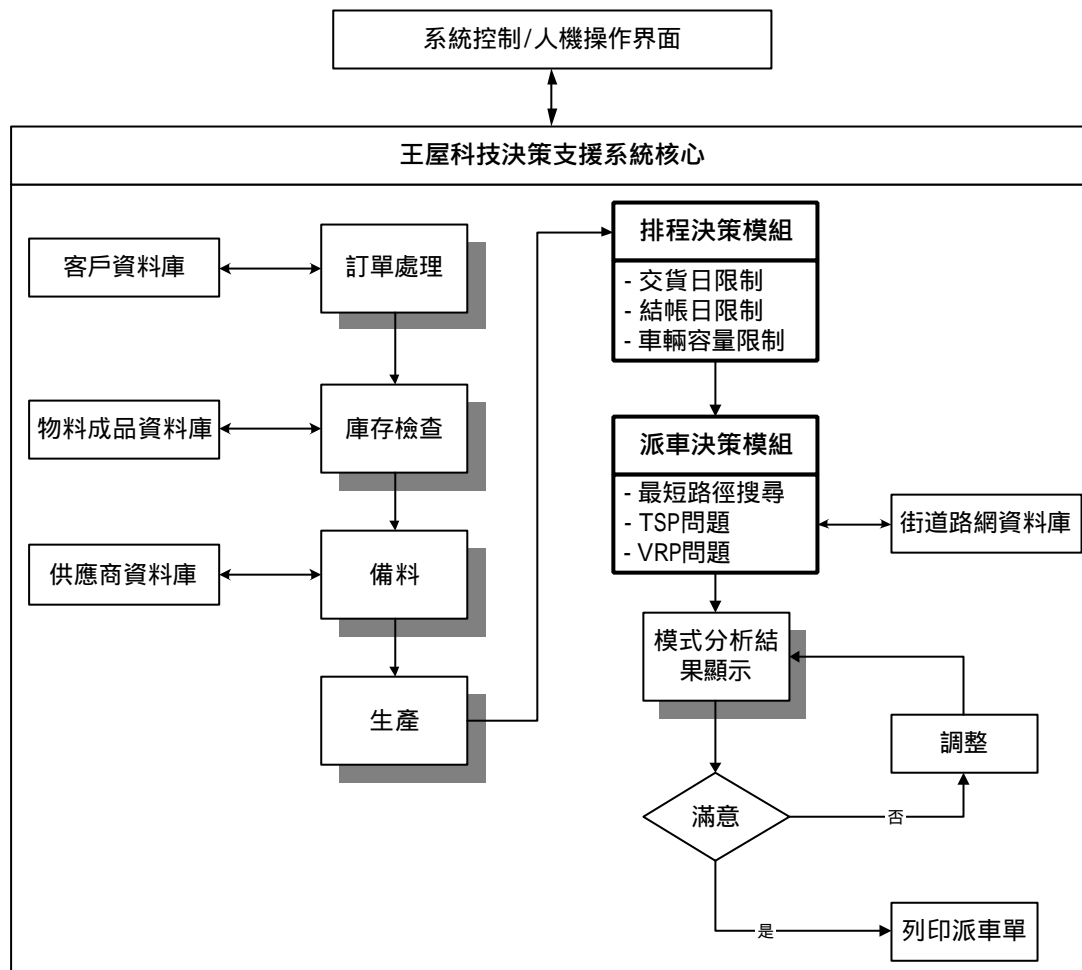 系統控制/人機操作界面
王屋科技決策支援系統核心
客戶資料庫
訂單處理
物料成品資料庫
庫存檢查
供應商資料庫
備料
生產
排程決策模組
- 交貨日限制
- 結帳日限制
- 車輛容量限制
派車決策模組
- 最短路徑搜尋
- TSP問題
- VRP問題
街道路網資料庫
模式分析結
果顯示
調整
滿意
否
是
列印派車單